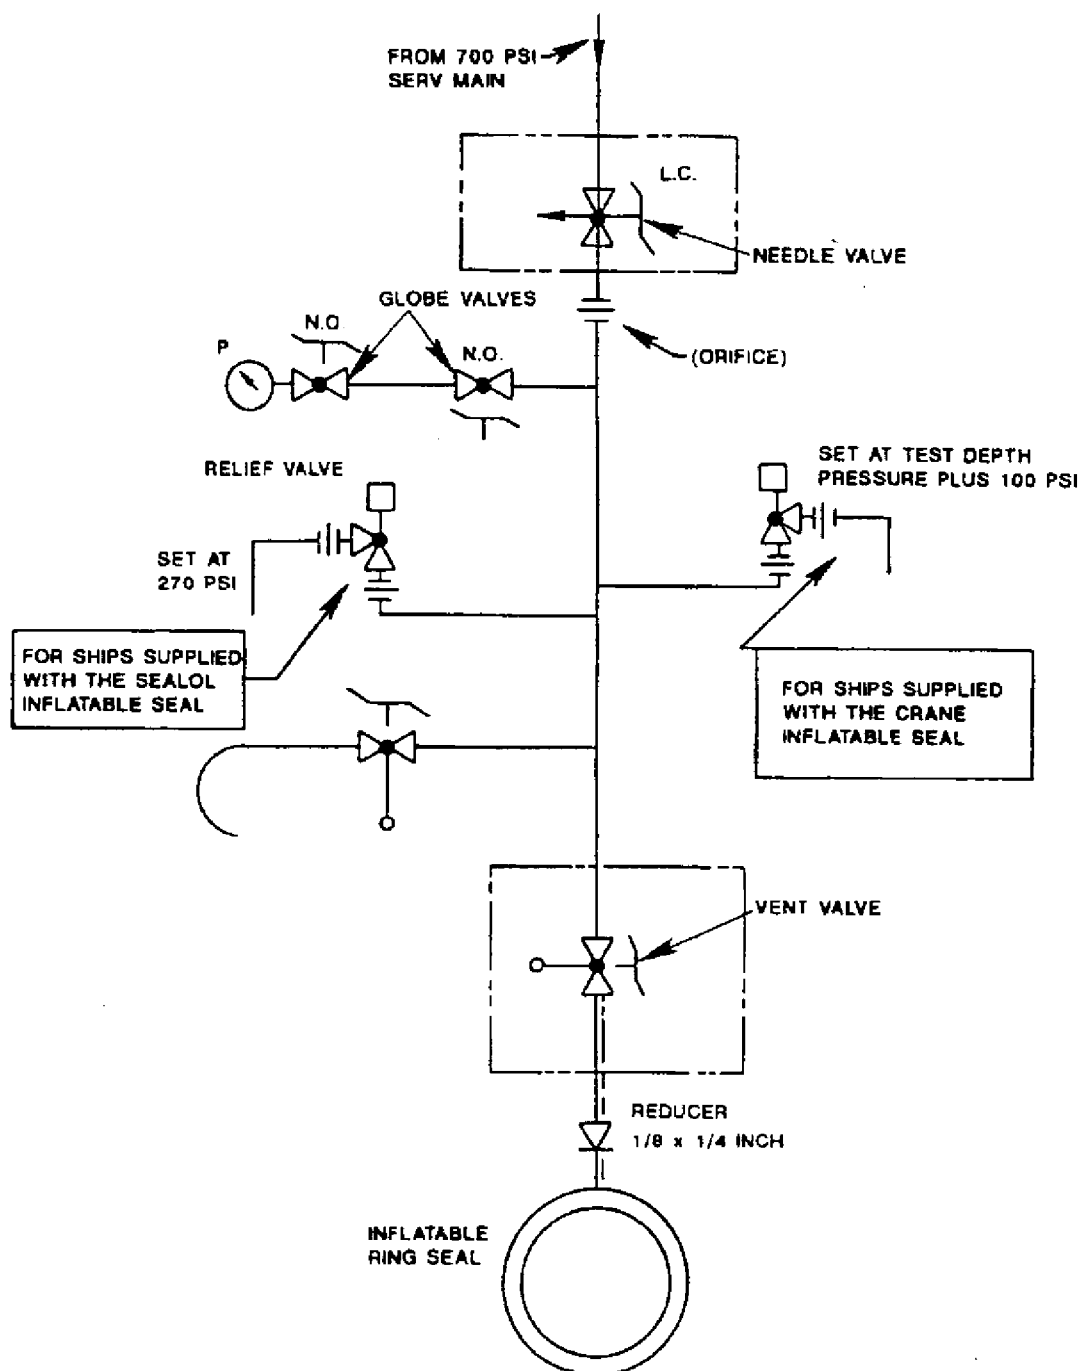 FROM 700 PSI
SERV MAIN
L.C.
NEEDLE VALVE
GLOBE VALVES
N.O.
P
N.O.
(ORIFICE)
RELIEF VALVE
SET AT TEST DEPTH
PRESSURE PLUS 100 PSI
SET AT
270 PSI
FOR SHIPS SUPPLIED
WITH THE SEALOL
INFLATABLE SEAL
FOR SHIPS SUPPLIED
WITH THE CRANE
INFLATABLE SEAL
VENT VALVE
REDUCER
1/8 x 1/4 INCH
INFLATABLE
RING SEAL